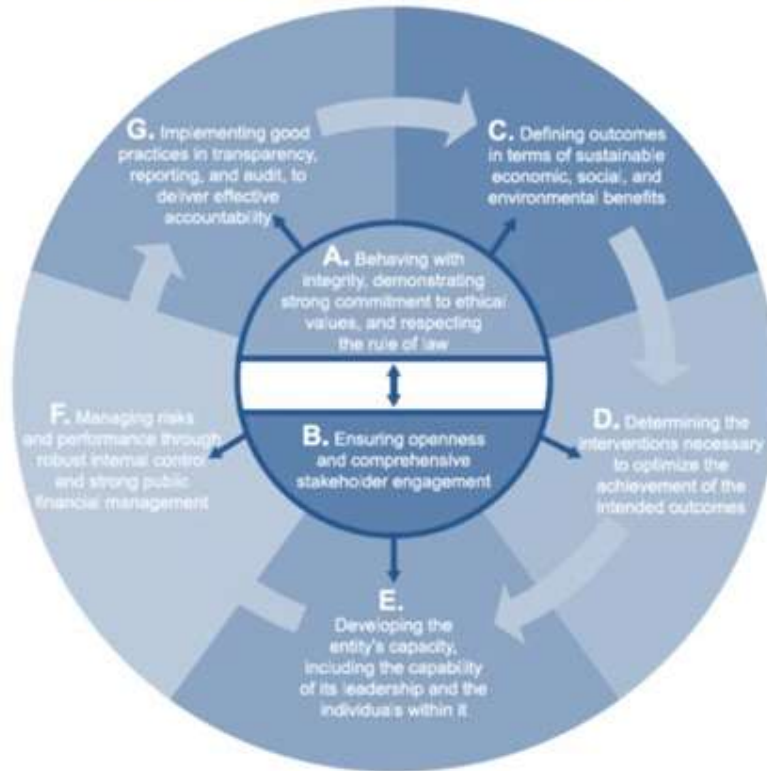 G. Implementing good
practices in transparency,
reporting, and audit, to
deliver effective
accountability
C. Defining outcomes
in terms of sustainable
economic, social, and
environmental benefits
A. Behaving with
integrity, demonstrating
strong commitment to ethical
values, and respecting
the rule of law
B. Ensuring openness
and comprehensive
stakeholder engagement
F. Managing risks
and performance through
robust internal control
and strong public
financial management
D. Determining the
interventions necessary
to optimize the
achievement of the
intended outcomes
E.
Developing the
entity's capacity,
including the capability
of its leadership and the
individuals within it